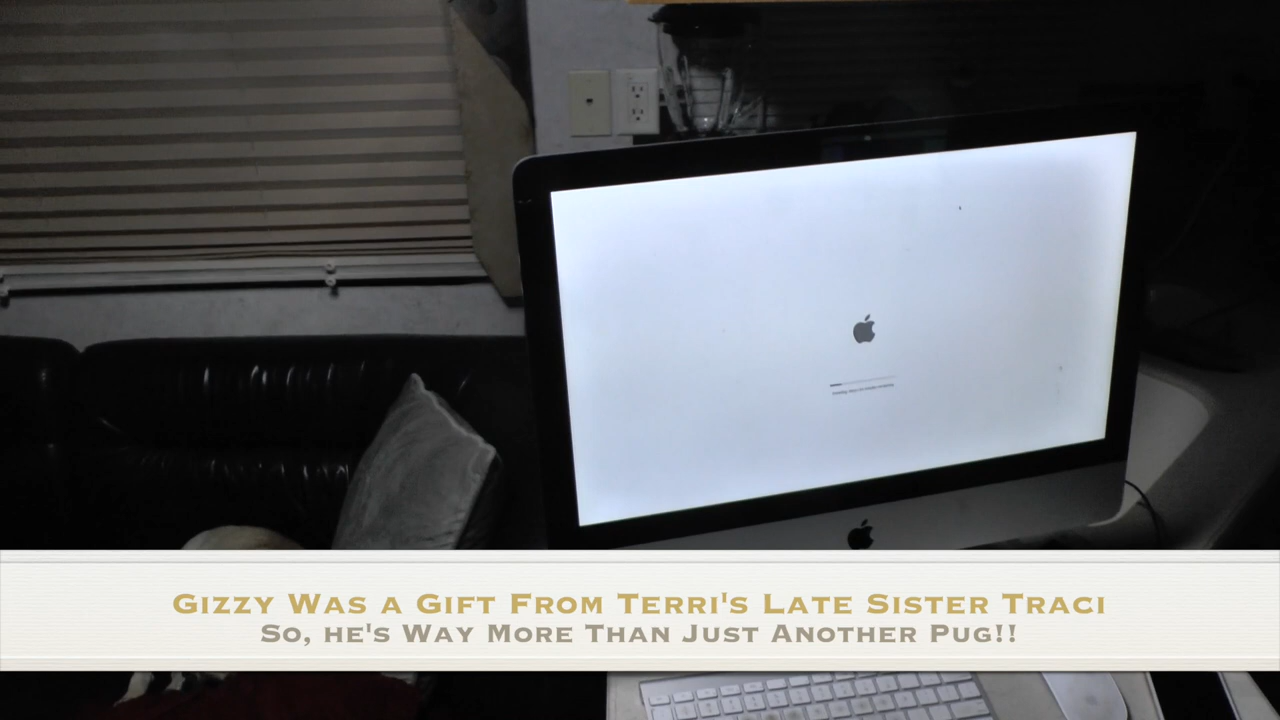 Gizzy Was a Gift From Terri's Late Sister Traci
So, he's Way More Than Just Another Pug!!